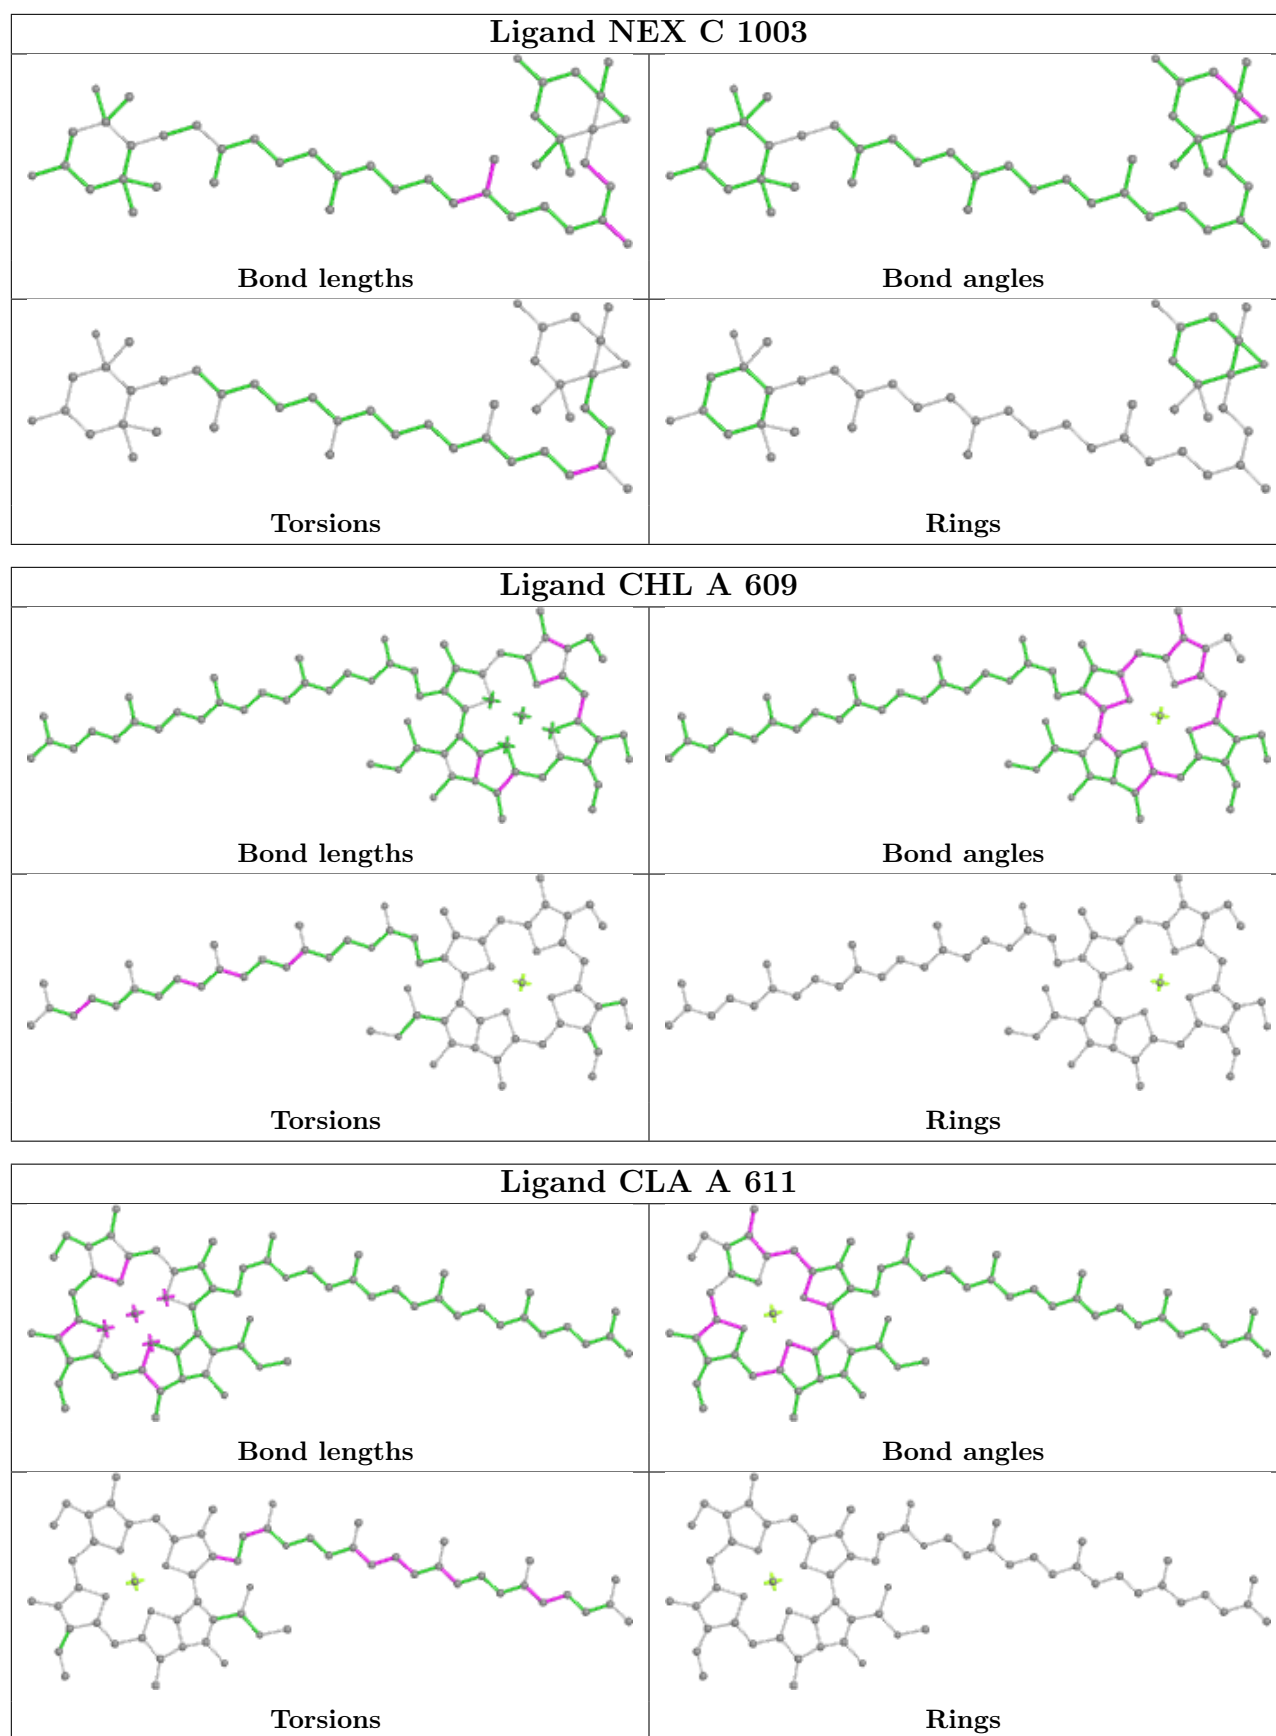 Ligand NEX C 1003
Bond lengths
Bond angles
Torsions
Rings
Ligand CHL A 609
Bond lengths
Bond angles
Torsions
Rings
Ligand CLA A 611
Bond lengths
Bond angles
Torsions
Rings